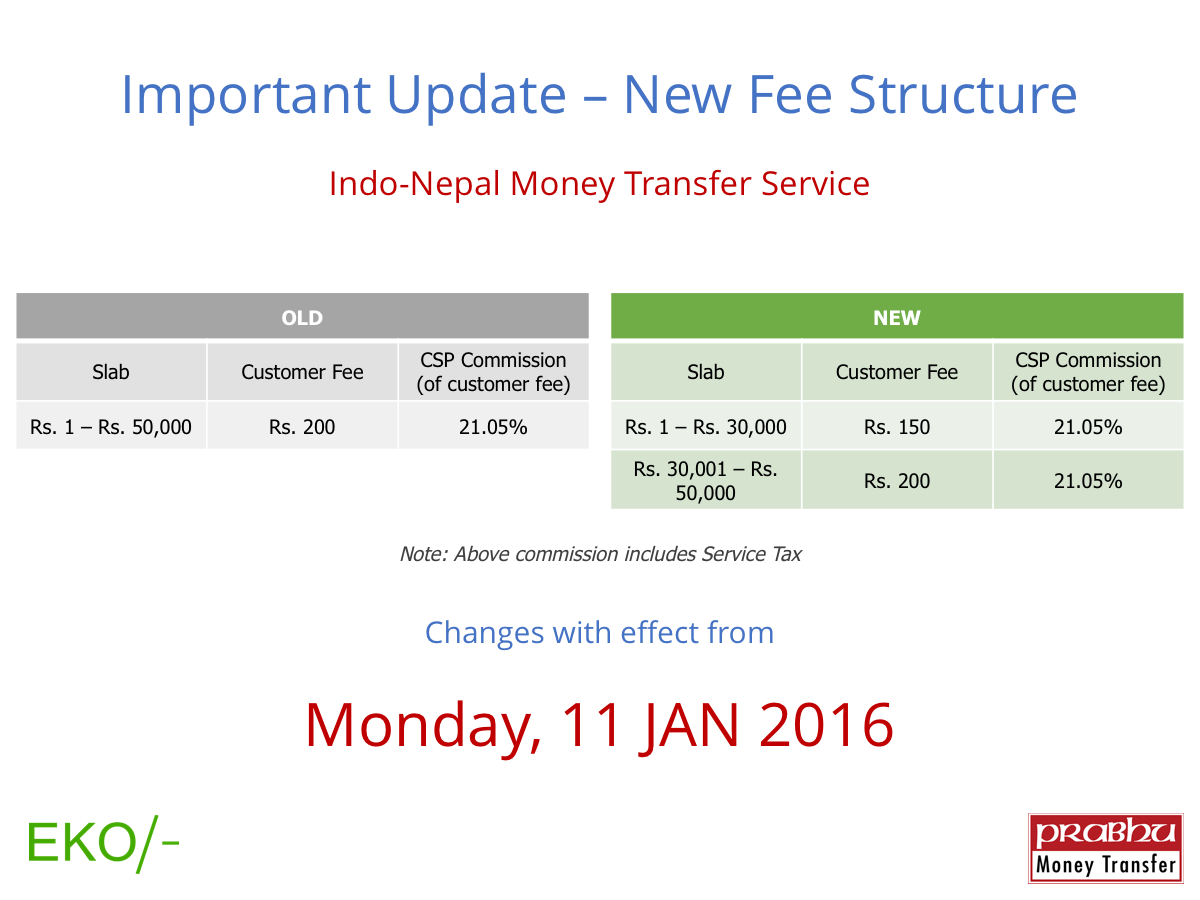 Important Update – New Fee Structure
Indo-Nepal Money Transfer Service
OLD
Slab
Customer Fee
CSP Commission
(of customer fee)
Rs. 1 – Rs. 50,000
Rs. 200
21.05%
NEW
Slab
Customer Fee
CSP Commission
(of customer fee)
Rs. 1 – Rs. 30,000
Rs. 150
21.05%
Rs. 30,001 – Rs.
50,000
Rs. 200
21.05%
Note: Above commission includes Service Tax
Changes with effect from
Monday, 11 JAN 2016
EKO/-
PRABHU
Money Transfer